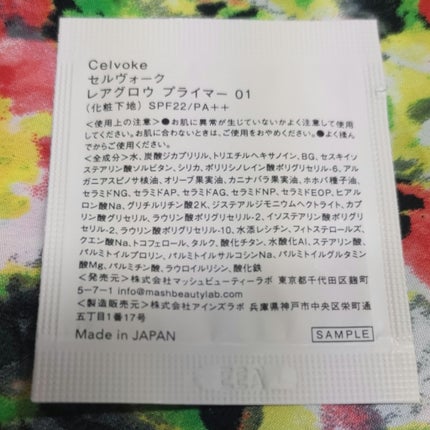 Celvoke
セルヴォーク
レアグロウ プライマー 01
(化粧下地) SPF22/PA++
<使用上の注意>●お肌に異常が生じていないかよく注意して使用
してください。お肌に合わないときは、ご使用をおやめください。●よく揉ん
でからご使用ください。
<全成分>水、炭酸ジカプリリル、トリエチルヘキサノイン、BG、セスキイソ
ステアリン酸ソルビタン、シリカ、ポリリシノレイン酸ポリグリセリル-6、アル
ガニアスピノサ核油、オリーブ果実油、カニナバラ果実油、ホホバ種子油、
セラミドNG、セラミドAP、セラミドAG、セラミドNP、セラミドEOP、ヒアル
ロン酸Na、グリチルリチン酸2K、ジステアルジモニウムヘクトライト、カプ
リン酸グリセリル、ラウリン酸ポリグリセリル-2、イソステアリン酸ポリグリ
セリル-2、ラウリン酸ポリグリセリル-10、水添レシチン、フィトステロールズ、
クエン酸Na、トコフェロール、タルク、酸化チタン、水酸化Al、ステアリン酸、
パルミトイルプロリン、パルミトイルサルコシンNa、パルミトイルグルタミン
酸Mg、パルミチン酸、ラウロイルリシン、酸化鉄
<発売元>株式会社マッシュビューティーラボ 東京都千代田区麹町
5-7-1 info@mashbeautylab.com
<製造販売元>株式会社アインズラボ 兵庫県神戸市中央区栄町通
五丁目1番17号
Made in JAPAN
SAMPLE